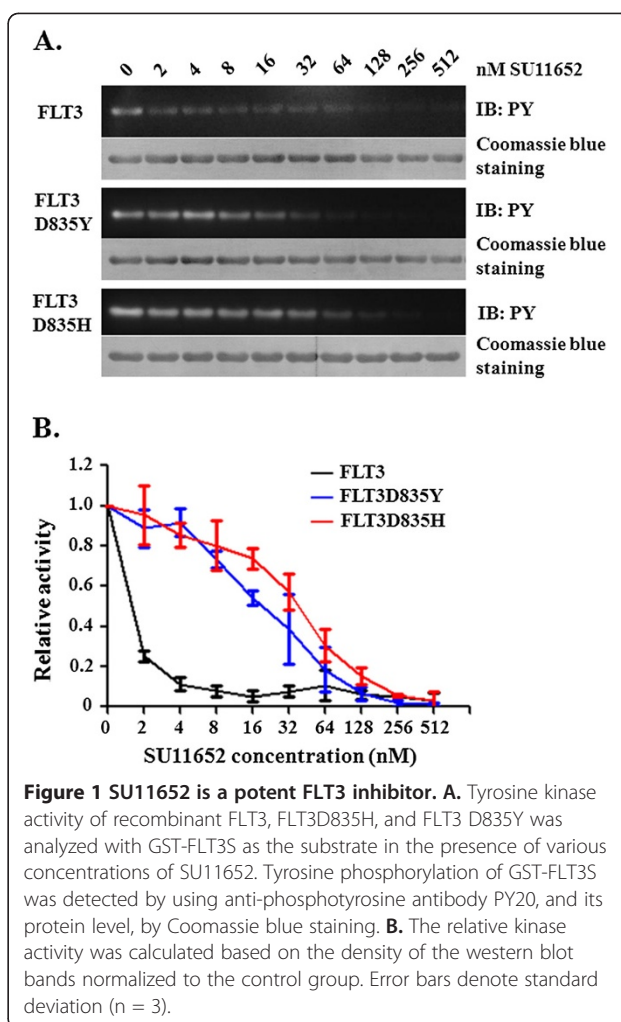 A.
0 2 4 8 16 32 64 128 256 512 nM SU11652
FLT3 IB: PY
Coomassie blue
staining
FLT3
D835Y IB: PY
Coomassie blue
staining
FLT3
D835H IB: PY
Coomassie blue
staining
B.
1.2
1.0
0.8
0.6
0.4
0.2
0
Relative activity
FLT3
FLT3D835Y
FLT3D835H
0 2 4 8 16 32 64 128 256 512
SU11652 concentration (nM)
Figure 1 SU11652 is a potent FLT3 inhibitor. A. Tyrosine kinase
activity of recombinant FLT3, FLT3D835H, and FLT3 D835Y was
analyzed with GST-FLT3S as the substrate in the presence of various
concentrations of SU11652. Tyrosine phosphorylation of GST-FLT3S
was detected by using anti-phosphotyrosine antibody PY20, and its
protein level, by Coomassie blue staining. B. The relative kinase
activity was calculated based on the density of the western blot
bands normalized to the control group. Error bars denote standard
deviation (n = 3).